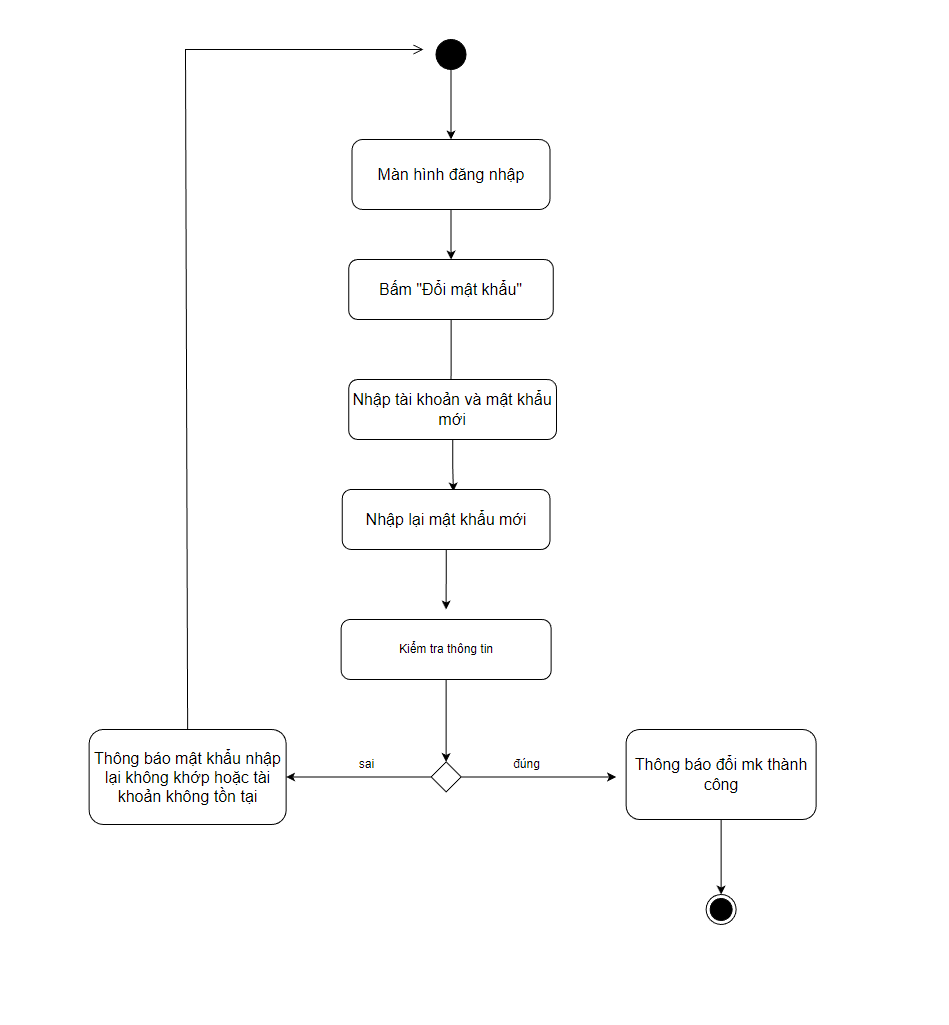 Màn hình đăng nhập
Bấm "Đỗi mật khẩu"
Nhập tài khoản và mật khẩu
mới
Nhập lại mật khẩu mới
Kiểm tra thông tin
Thông báo mật khẩu nhập
lại không khớp hoặc tài
khoản không tồn tại
sai
đúng
Thông báo đổi mk thành
công